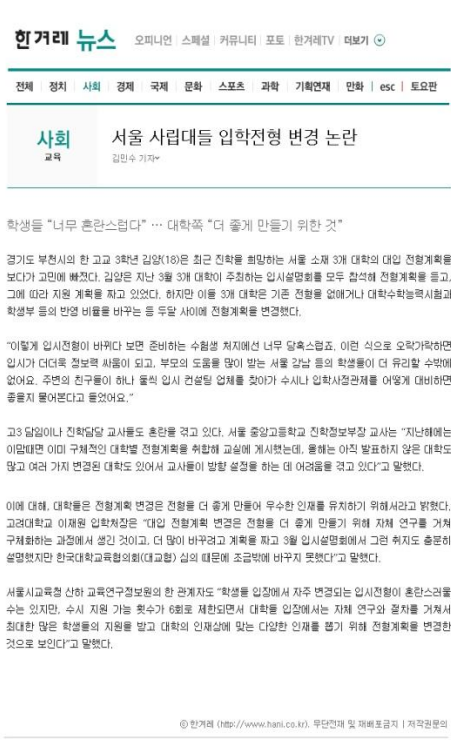 한겨레 뉴스 오피니언 | 스페셜 | 커뮤니티 | 포토 | 한겨레TV | 더보기
전체 정치 사회 경제 국제 문화 스포츠 과학 기획연재 만화 | esc | 토요판
사회
교육
서울 사립대들 입학전형 변경 논란
김민수 기자
학생들 “너무 혼란스럽다” … 대학쪽 “더 좋게 만들기 위한 것”
경기도 부천시의 한 고교 3학년 김양(18)은 최근 진학을 희망하는 서울 소재 3개 대학의 대입 전형계획을
보다가 고민에 빠졌다. 김양은 지난 3월 3개 대학이 주최하는 입시설명회를 모두 참석해 전형계획을 듣고,
그에 따라 지원 계획을 짜고 있었다. 하지만 이들 3개 대학은 기존 전형을 없애거나 대학수학능력시험과
학생부 등의 반영 비율을 바꾸는 등 두달 사이에 전형계획을 변경했다.
“이렇게 입시전형이 바뀌다 보면 준비하는 수험생 처지에선 너무 당혹스럽죠. 이런 식으로 오락가락하면
입시가 더더욱 정보력 싸움이 되고, 부모의 도움을 많이 받는 서울 강남 등의 학생들이 더 유리할 수밖에
없어요. 주변의 친구들이 하나 둘씩 입시 컨설팅 업체를 찾아가 수시나 입학사정관제를 어떻게 대비하면
좋을지 물어본다고 들었어요.”
고3 담임이나 진학담당 교사들도 혼란을 겪고 있다. 서울 중앙고등학교 진학정보부장 교사는 “지난해에는
이맘때면 이미 구체적인 대학별 전형계획을 취합해 교실에 게시했는데, 올해는 아직 발표하지 않은 대학도
많고 여러 가지 변경된 대학도 있어서 교사들이 방향 설정을 하는 데 어려움을 겪고 있다”고 말했다.
이에 대해, 대학들은 전형계획 변경은 전형을 더 좋게 만들어 우수한 인재를 유치하기 위해서라고 밝혔다.
고려대학교 이재원 입학처장은 “대입 전형계획 변경은 전형을 더 좋게 만들기 위해 자체 연구를 거쳐
구체화하는 과정에서 생긴 것이고, 더 많이 바꾸려고 계획을 짜고 3월 입시설명회에서 그런 취지도 충분히
설명했지만 한국대학교육협의회(대교협) 심의 때문에 조급밖에 바꾸지 못했다”고 말했다.
서울시교육청 산하 교육연구정보원의 한 관계자도 “학생들 입장에서 자주 변경되는 입시전형이 혼란스러울
수는 있지만, 수시 지원 가능 횟수가 6회로 제한되면서 대학들 입장에서는 자체 연구와 절차를 거쳐서
최대한 많은 학생들의 지원을 받고 대학의 인재상에 맞는 다양한 인재를 뽑기 위해 전형계획을 변경한
것으로 보인다”고 말했다.
ⓒ 한겨레 (http://www.hani.co.kr). 무단전재 및 재배포금지 | 저작권문의